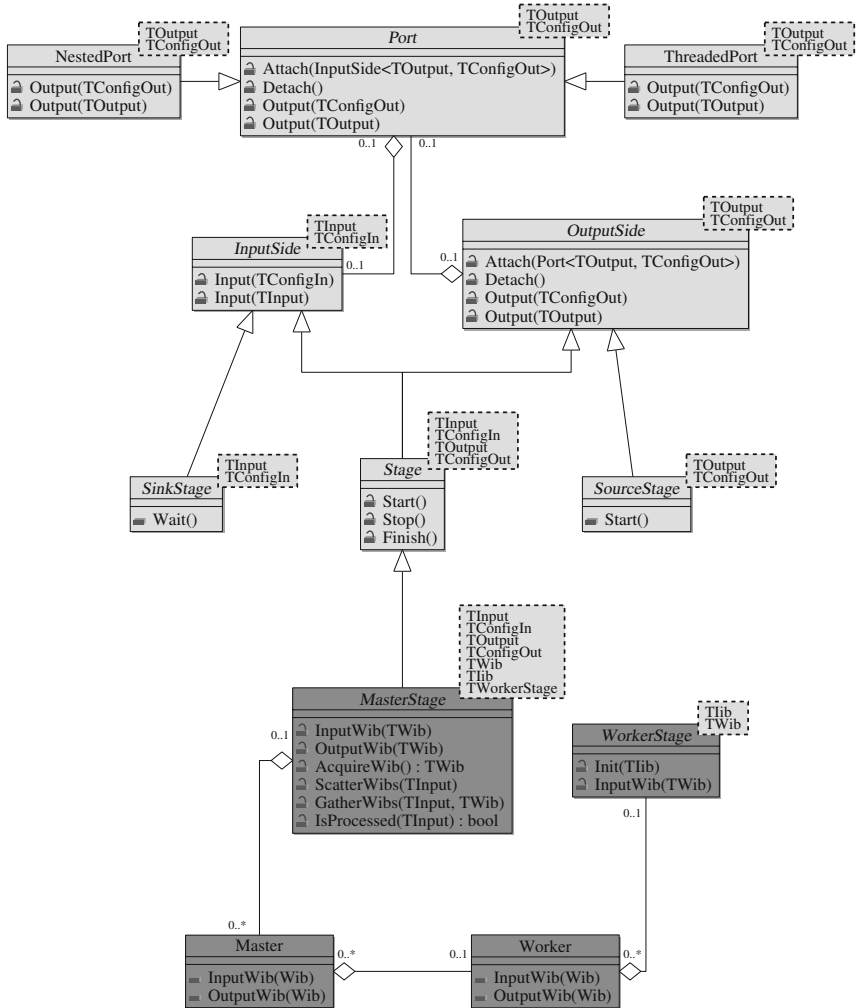 TOutput
TConfigOut
NestedPort
Output(TConfigOut)
Output(TOutput)
TOutput
TConfigOut
Port
Attach(InputSide<TOutput, TConfigOut>)
Detach()
Output(TConfigOut)
Output(TOutput)
TOutput
TConfigOut
ThreadedPort
Output(TConfigOut)
Output(TOutput)
0..1
0..1
TInput
TConfigIn
InputSide
Input(TConfigIn)
Input(TInput)
0..1
TOutput
TConfigOut
OutputSide
Attach(Port<TOutput, TConfigOut>)
Detach()
Output(TConfigOut)
Output(TOutput)
0..1
TInput
TConfigIn
SinkStage
Wait()
TInput
TConfigIn
TOutput
TConfigOut
Stage
Start()
Stop()
Finish()
TOutput
TConfigOut
SourceStage
Start()
TInput
TConfigIn
TOutput
TConfigOut
TWib
TIib
TWorkerStage
MasterStage
InputWib(TWib)
OutputWib(TWib)
AcquireWib() : TWib
ScatterWibs(TInput)
GatherWibs(TInput, TWib)
IsProcessed(TInput) : bool
0..1
TIib
TWib
WorkerStage
Init(TIib)
InputWib(TWib)
0..1
0..*
Master
InputWib(Wib)
OutputWib(Wib)
0..*
0..1
Worker
InputWib(Wib)
OutputWib(Wib)
0..*